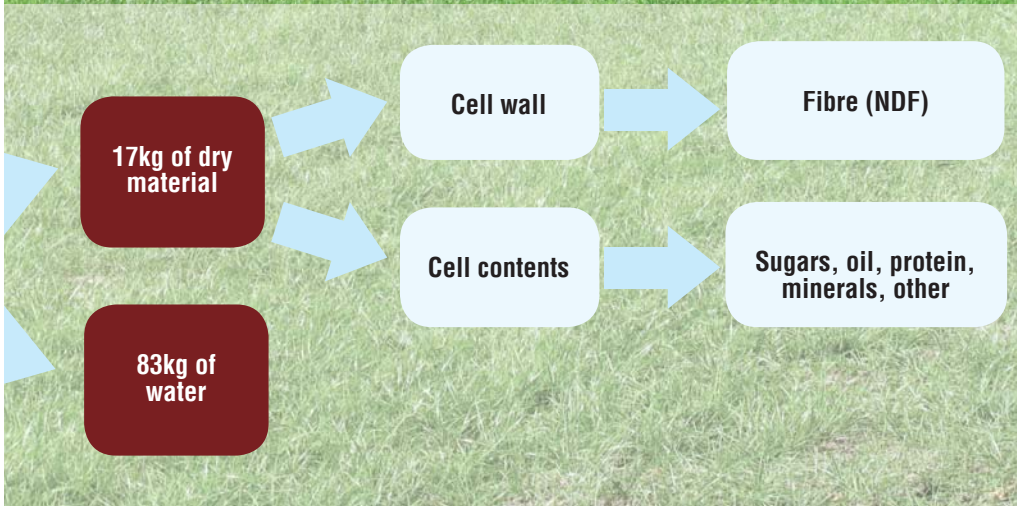 17kg of dry
material
Cell wall
Fibre (NDF)
Cell contents
Sugars, oil, protein,
minerals, other
83kg of
water